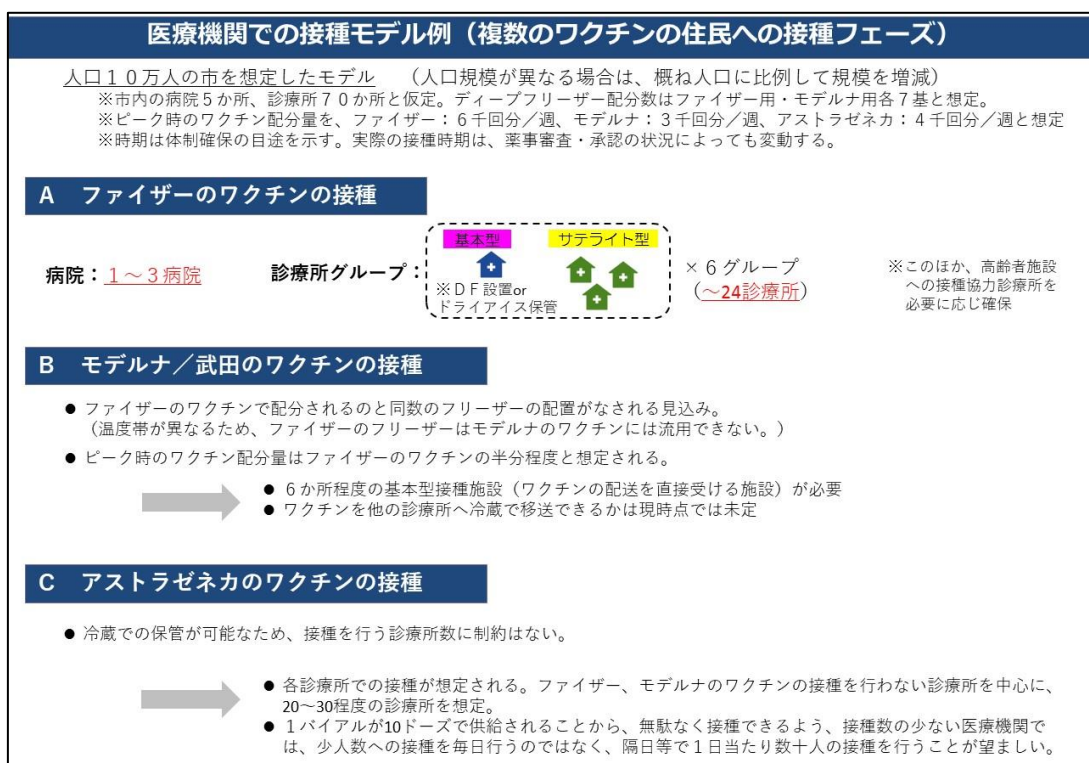 医療機関での接種モデル例（複数のワクチンの住民への接種フェーズ）
人口１０万人の市を想定したモデル　（人口規模が異なる場合は、概ね人口に比例して規模を増減）
※市内の病院５か所、診療所７０か所と仮定。ディープフリーザー配分数はファイザー用・モデルナ用各７基と想定。
※ピーク時のワクチン配分量を、ファイザー：６千回分／週、モデルナ：３千回分／週、アストラゼネカ：４千回分／週と想定
※時期は体制確保の目途を示す。実際の接種時期は、薬事審査・承認の状況によっても変動する。
A　ファイザーのワクチンの接種
病院：１～３病院
診療所グループ：
基本型
※ＤＦ設置or
ドライアイス保管
サテライト型
×６グループ
（～24診療所）
※このほか、高齢者施設
への接種協力診療所を
必要に応じ確保
B　モデルナ／武田のワクチンの接種
● ファイザーのワクチンで配分されるのと同数のフリーザーの配置がなされる見込み。
（温度帯が異なるため、ファイザーのフリーザーはモデルナのワクチンには流用できない。）
● ピーク時のワクチン配分量はファイザーのワクチンの半分程度と想定される。
● ６か所程度の基本型接種施設（ワクチンの配送を直接受ける施設）が必要
● ワクチンを他の診療所へ冷蔵で移送できるかは現時点では未定
C　アストラゼネカのワクチンの接種
● 冷蔵での保管が可能なため、接種を行う診療所数に制約はない。
● 各診療所での接種が想定される。ファイザー、モデルナのワクチンの接種を行わない診療所を中心に、
20～30程度の診療所を想定。
● １バイアルが10ドーズで供給されることから、無駄なく接種できるよう、接種数の少ない医療機関で
は、少人数への接種を毎日行うのではなく、隔日等で１日当たり数十人の接種を行うことが望ましい。